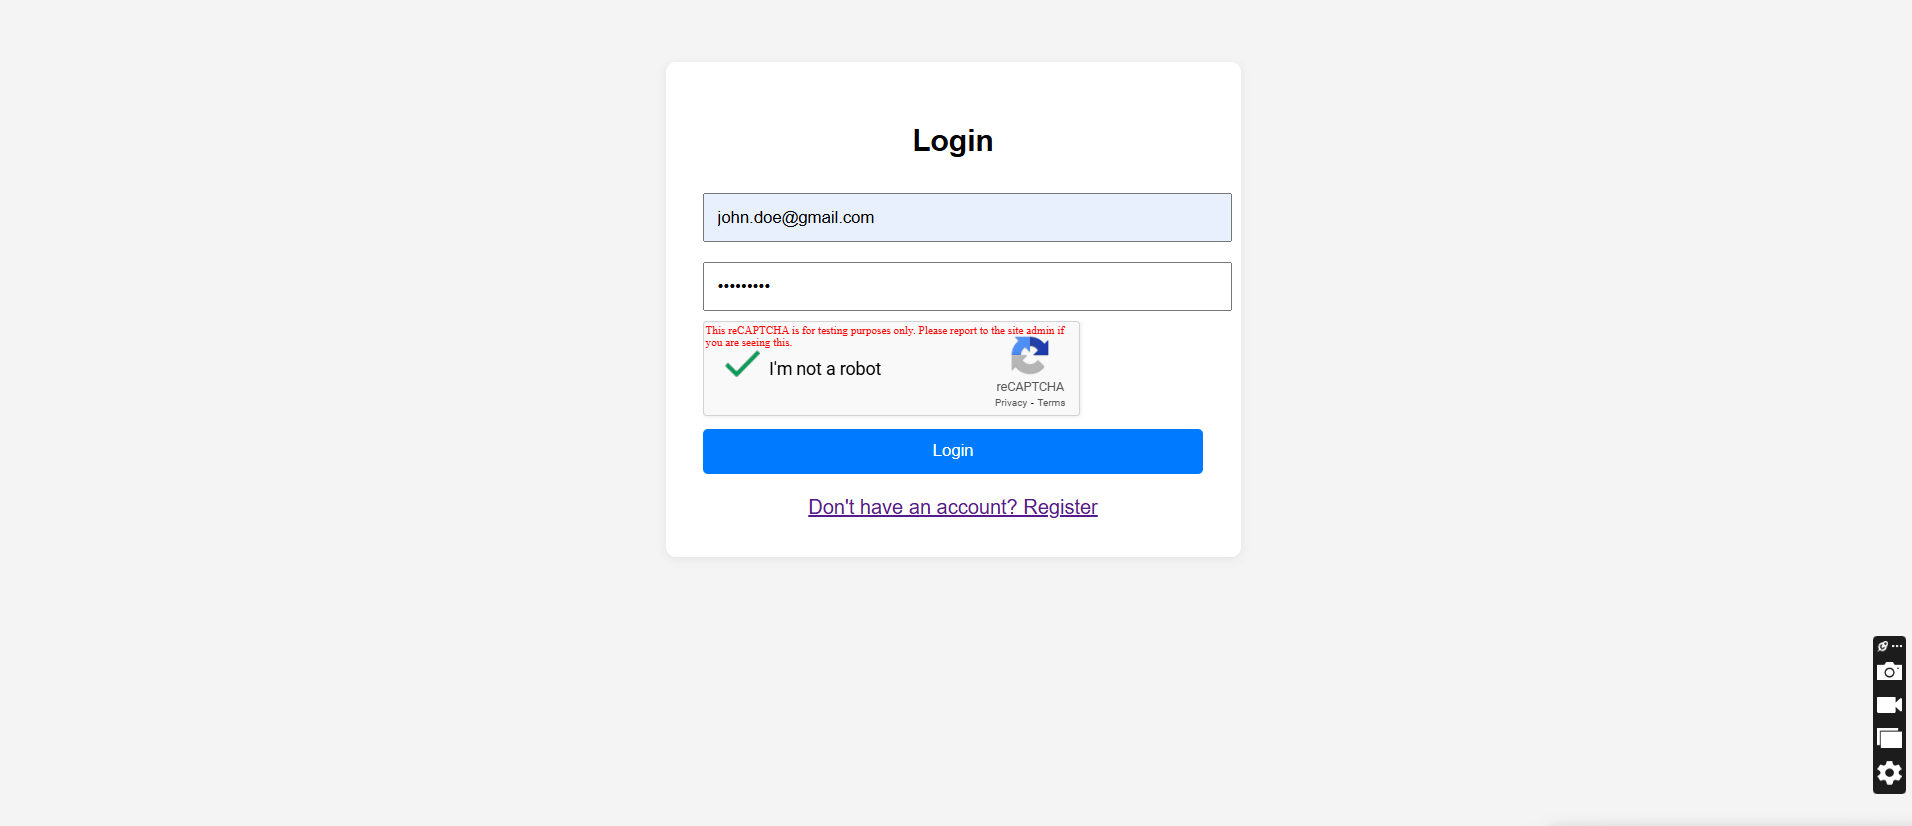 Login
john.doe@gmail.com
•••••••••
This reCAPTCHA is for testing purposes only. Please report to the site admin if
you are seeing this.
I'm not a robot
reCAPTCHA
Privacy - Terms
Login
Don't have an account? Register